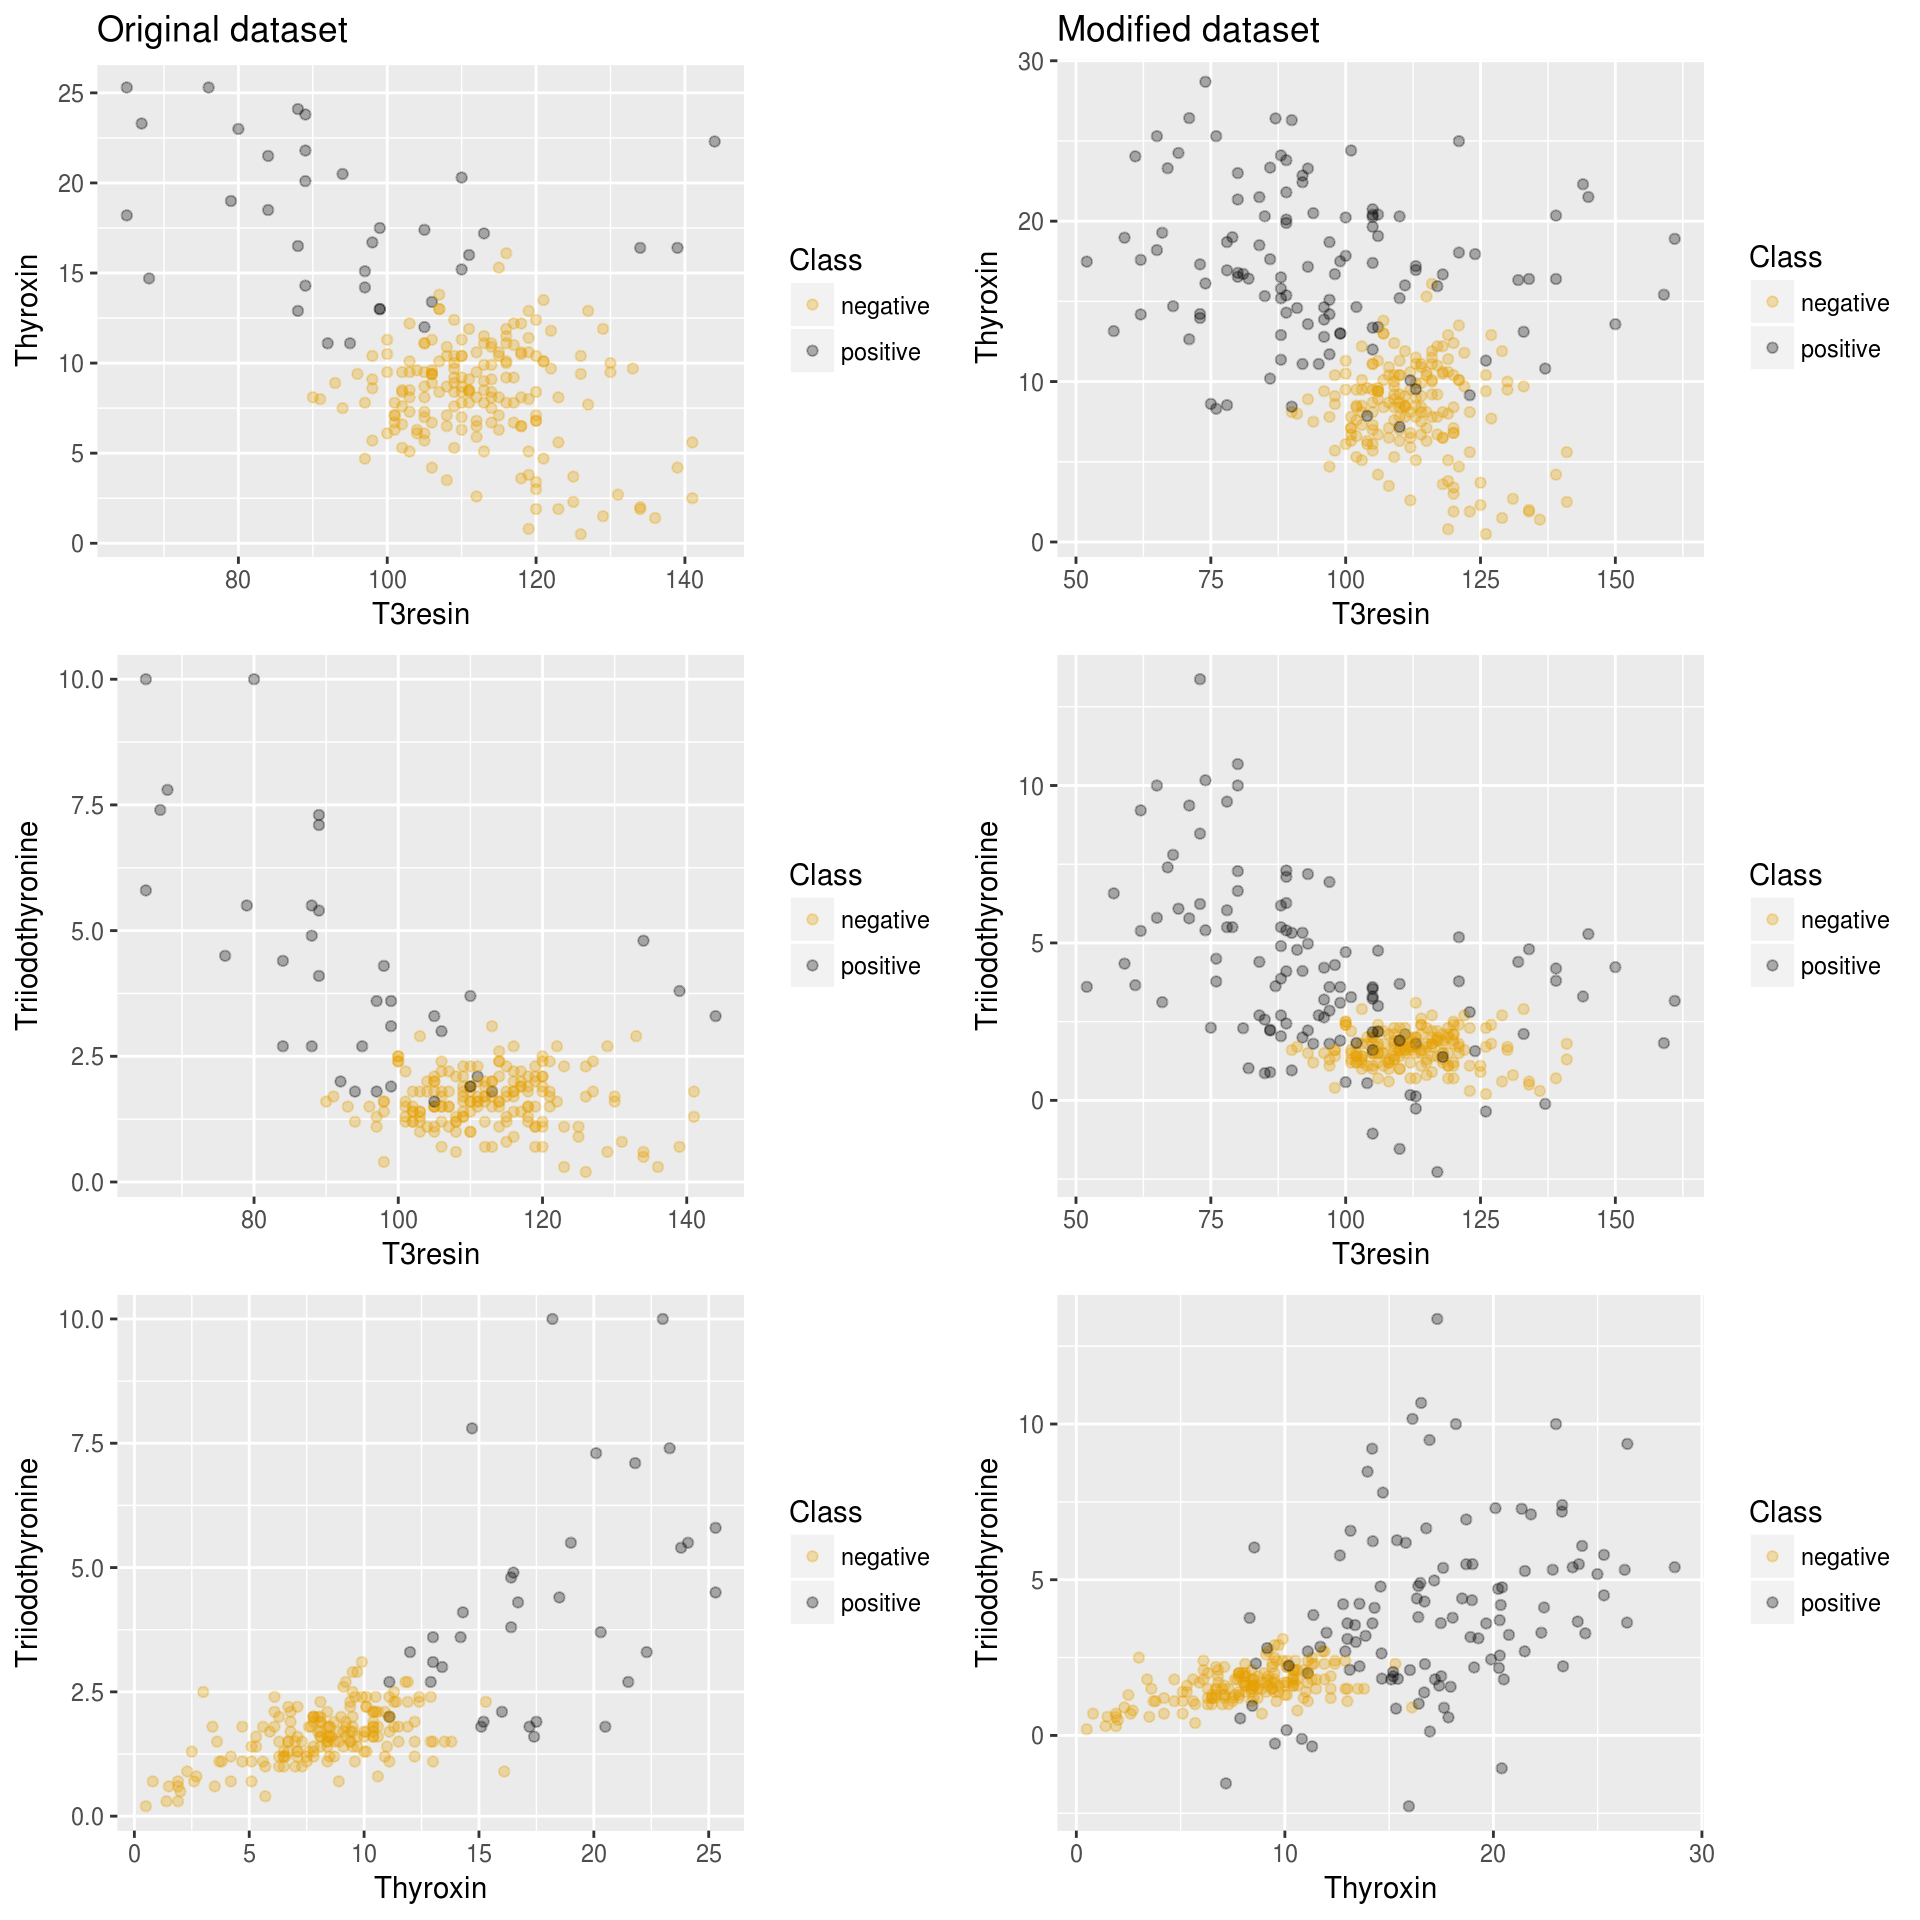 Original dataset
25
20
15
10
5
0
Thyroxin
80
100
120
140
T3resin
Class
negative
positive
Modified dataset
30
20
10
0
Thyroxin
50
75
100
125
150
T3resin
Class
negative
positive
10.0
7.5
5.0
2.5
0.0
Triiodothyronine
80
100
120
140
T3resin
Class
negative
positive
10
5
0
Triiodothyronine
50
75
100
125
150
T3resin
Class
negative
positive
10.0
7.5
5.0
2.5
0.0
Triiodothyronine
0
5
10
15
20
25
Thyroxin
Class
negative
positive
10
5
0
Triiodothyronine
0
10
20
30
Thyroxin
Class
negative
positive